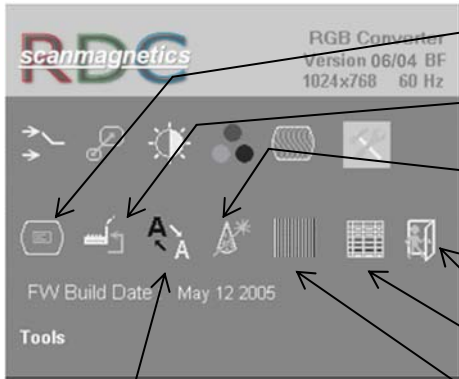 RDC
scanmagnetics
RGB Converter
Version 06/04 BF
1024x768 60 Hz
A
A
FW Build Date May 12 2005
Tools